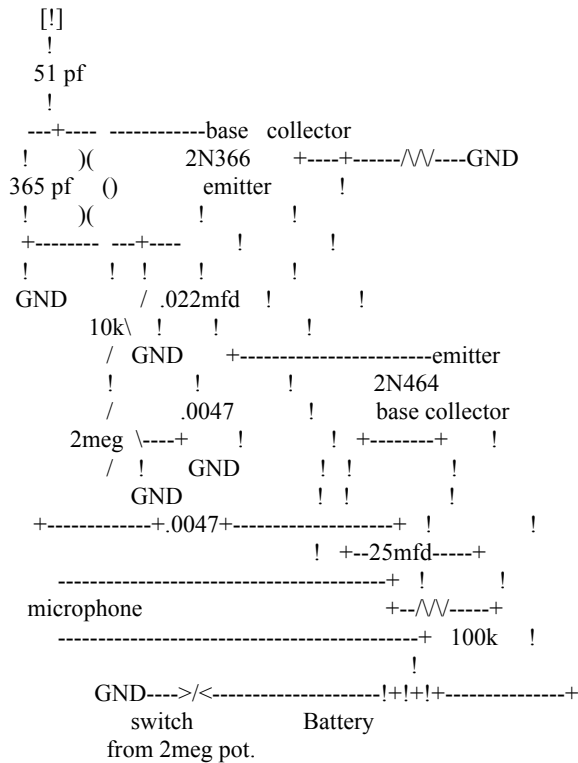 [!]
!
51 pf
!
---+---- ------------base collector
! )( 2N366 +----+------/\/\/----GND
365 pf () emitter !
! )( ! !
+-------- ---+---- ! !
! ! ! ! !
GND / .022mfd ! !
10k\ ! ! !
/ GND +------------------------emitter
! ! ! 2N464
/ .0047 ! base collector
2meg \----+ ! ! +--------+ !
/ ! GND ! ! !
GND ! ! !
+-------------+.0047+--------------------+ ! !
! +--25mfd-----+
-----------------------------------------+ ! !
microphone +--/\/\/-----+
---------------------------------------------+ 100k !
!
GND---->/<---------------------!+!+!+---------------+
switch Battery
from 2meg pot.